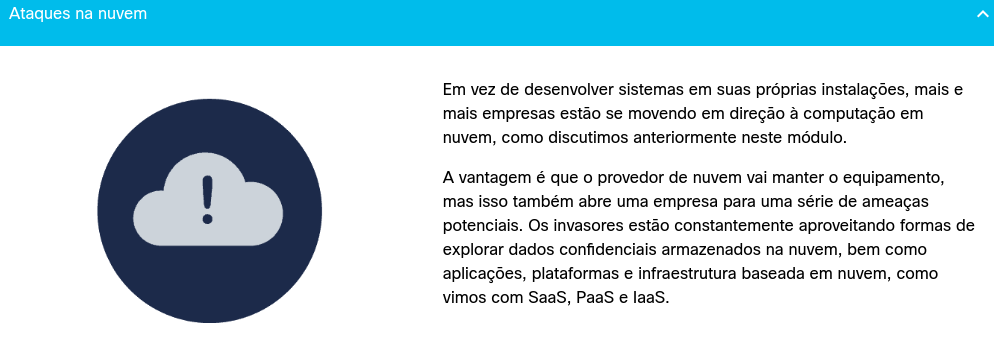 Ataques na nuvem
Em vez de desenvolver sistemas em suas próprias instalações, mais e
mais empresas estão se movendo em direção à computação em
nuvem, como discutimos anteriormente neste módulo.
A vantagem é que o provedor de nuvem vai manter o equipamento,
mas isso também abre uma empresa para uma série de ameaças
potenciais. Os invasores estão constantemente aproveitando formas de
explorar dados confidenciais armazenados na nuvem, bem como
aplicações, plataformas e infraestrutura baseada em nuvem, como
vimos com SaaS, PaaS e IaaS.